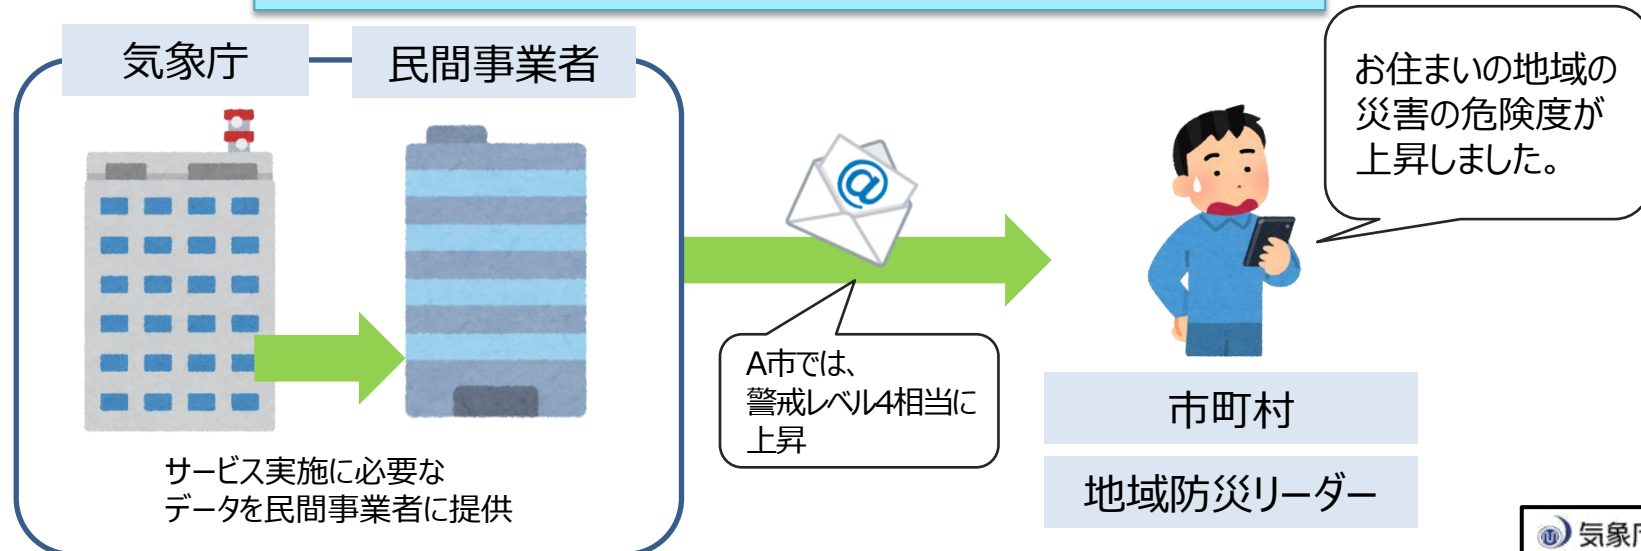 気象庁
民間事業者
お住まいの地域の
災害の危険度が
上昇しました。
@
A市では、
警戒レベル4相当に
上昇
サービス実施に必要な
データを民間事業者に提供
市町村
地域防災リーダー
気象庁